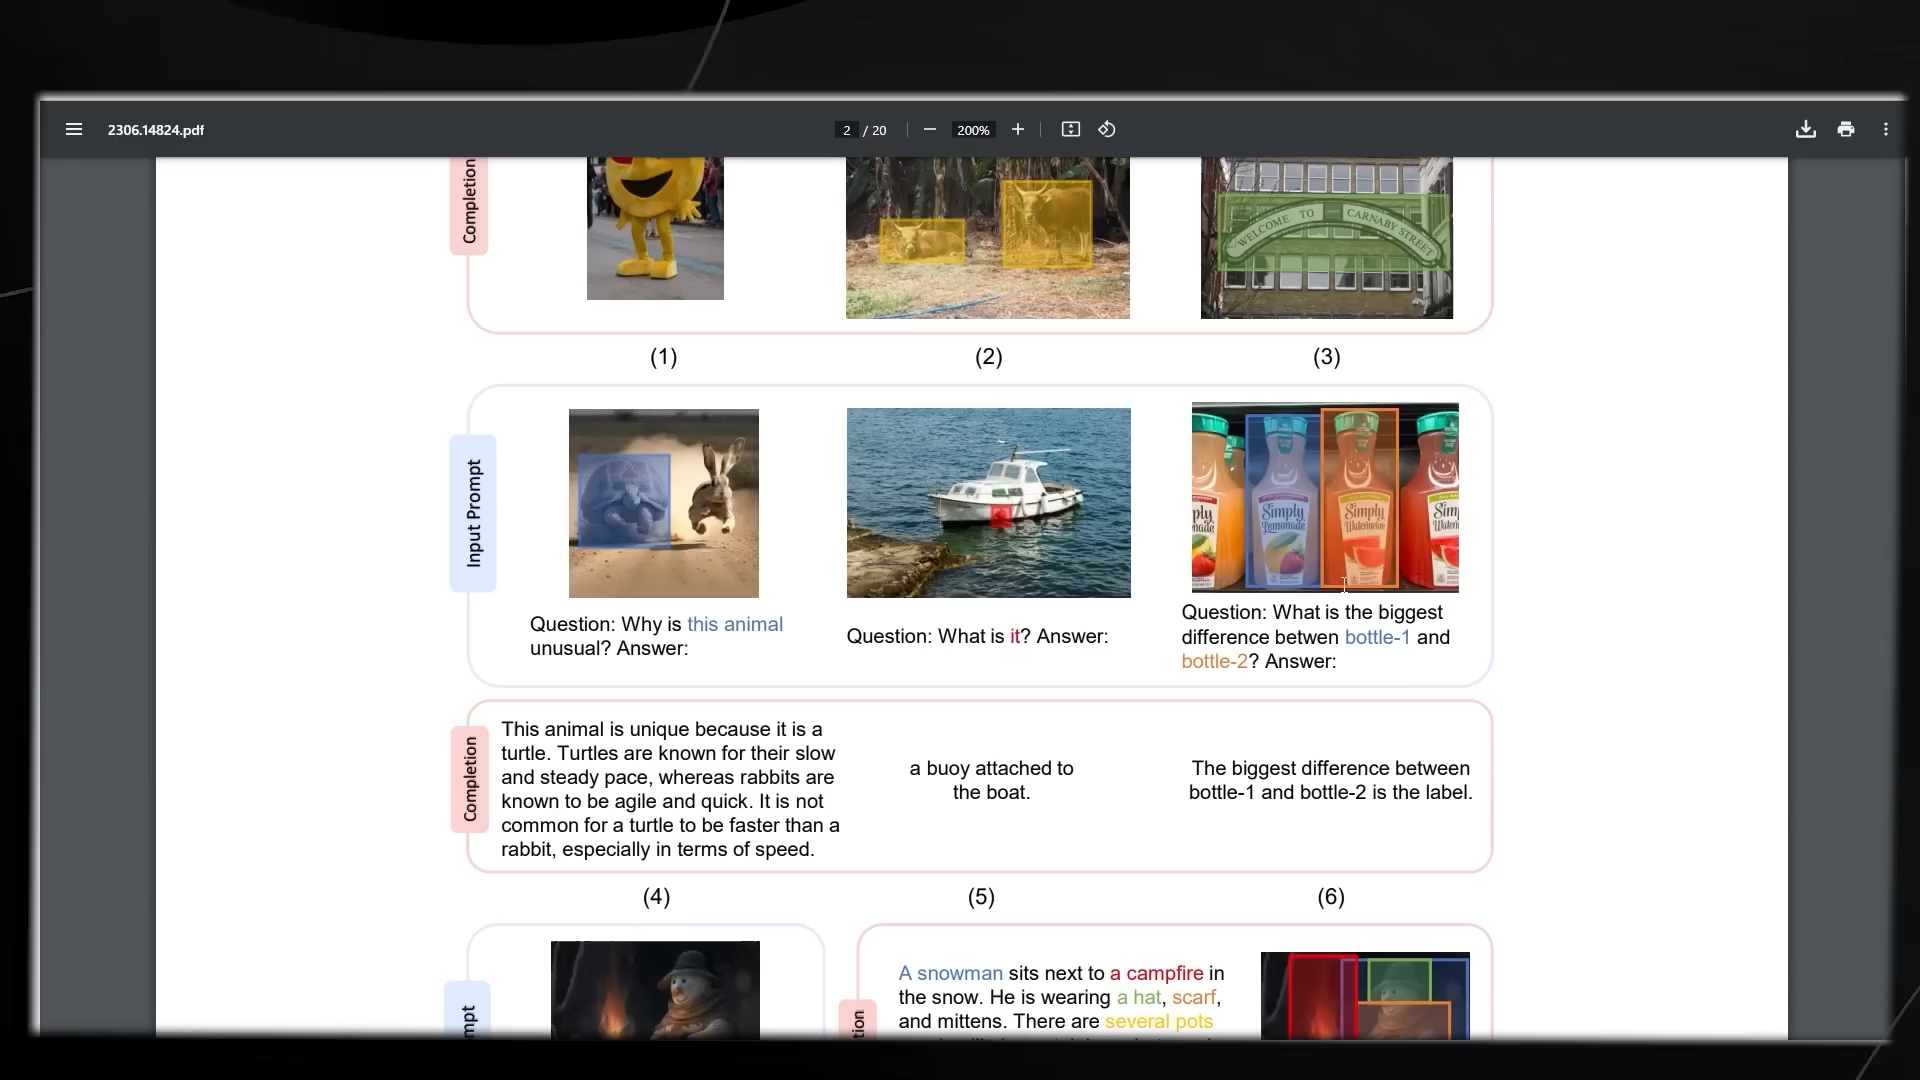 2306.14824.pdf
2 / 20
200%
Completion
WELCOME TO CARNABY STREET
(1)
(2)
(3)
Input Prompt
Simply
Lemonade
Simply
Watermelon
Question: Why is this animal
unusual? Answer:
Question: What is it? Answer:
Question: What is the biggest
difference betwen bottle-1 and
bottle-2? Answer:
Completion
This animal is unique because it is a
turtle. Turtles are known for their slow
and steady pace, whereas rabbits are
known to be agile and quick. It is not
common for a turtle to be faster than a
rabbit, especially in terms of speed.
a buoy attached to
the boat.
The biggest difference between
bottle-1 and bottle-2 is the label.
(4)
(5)
(6)
mpt
tion
A snowman sits next to a campfire in
the snow. He is wearing a hat, scarf,
and mittens. There are several pots